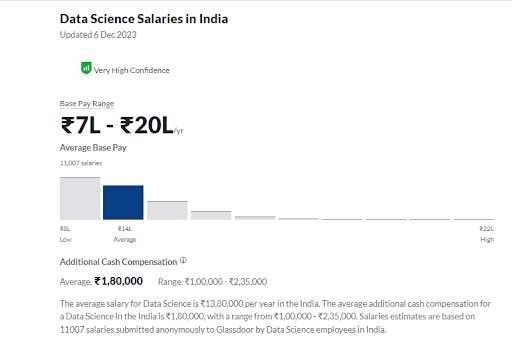 Data Science Salaries in India
Updated 6 Dec 2023
Very High Confidence
Base Pay Range
₹7L - ₹20L/yr
Average Base Pay
11,007 salaries
₹8L ₹14L ₹22L
Low Average High
Additional Cash Compensation
Average: ₹1,80,000 Range: ₹1,00,000 - ₹2,35,000
The average salary for Data Science is ₹13,80,000 per year in the India. The average additional cash compensation for
a Data Science in the India is ₹1,80,000, with a range from ₹1,00,000 - ₹2,35,000. Salaries estimates are based on
11007 salaries submitted anonymously to Glassdoor by Data Science employees in India.